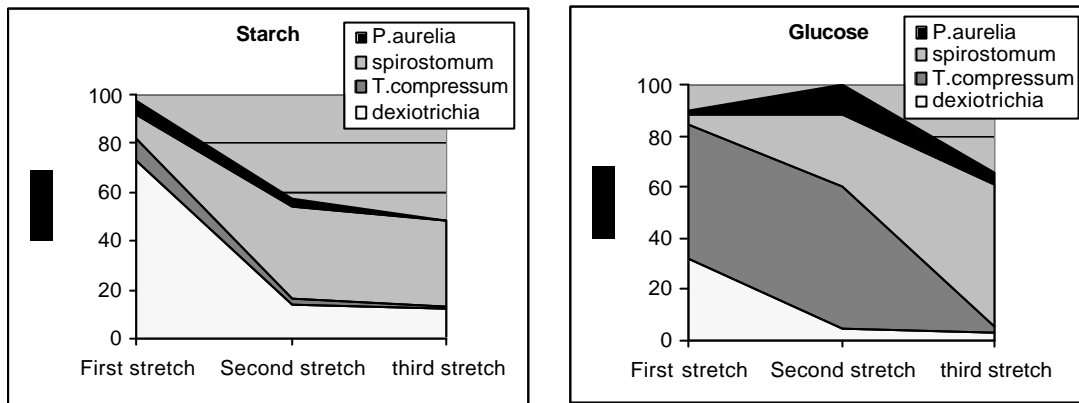 Starch
P.aurelia
spirostomum
T.compressum
dexiotrichia
100
80
60
40
20
0
First stretch Second stretch third stretch
Glucose
P.aurelia
spirostomum
T.compressum
dexiotrichia
100
80
60
40
20
0
First stretch Second stretch third stretch